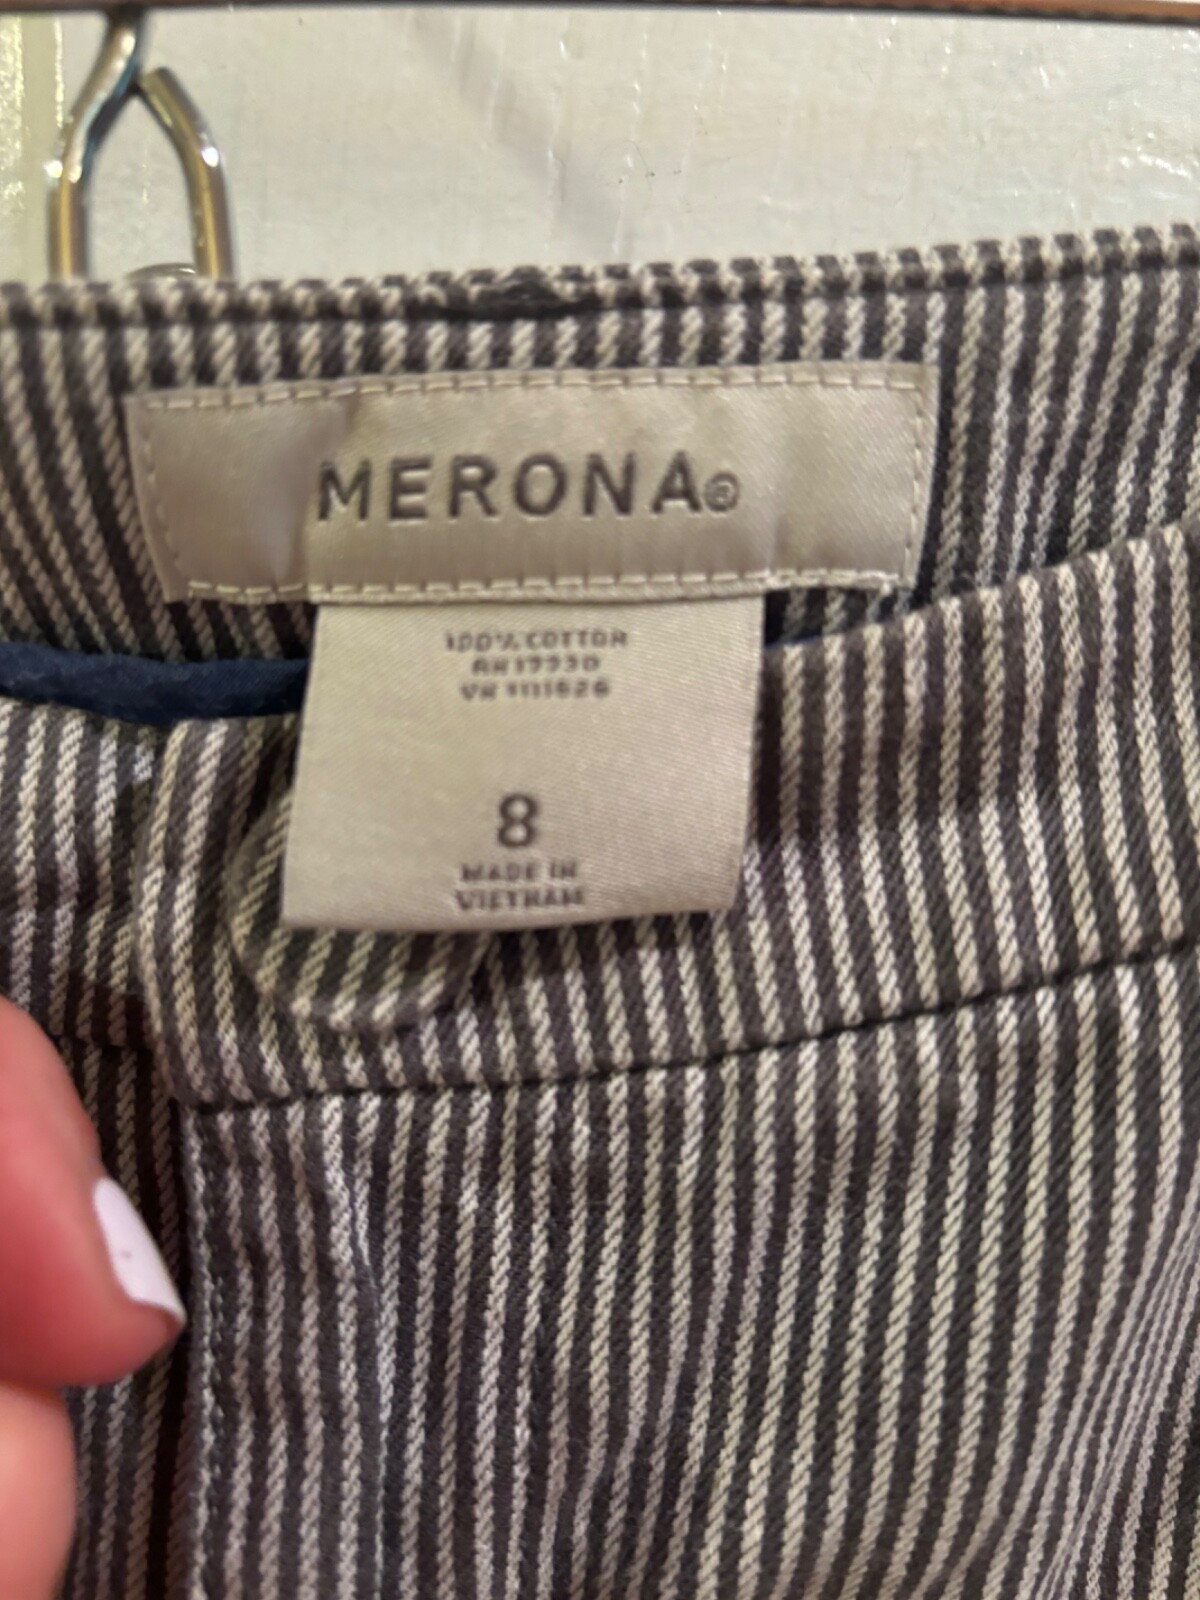 MERONA®
100% COTTON
8
MADE IN
VIETNAM